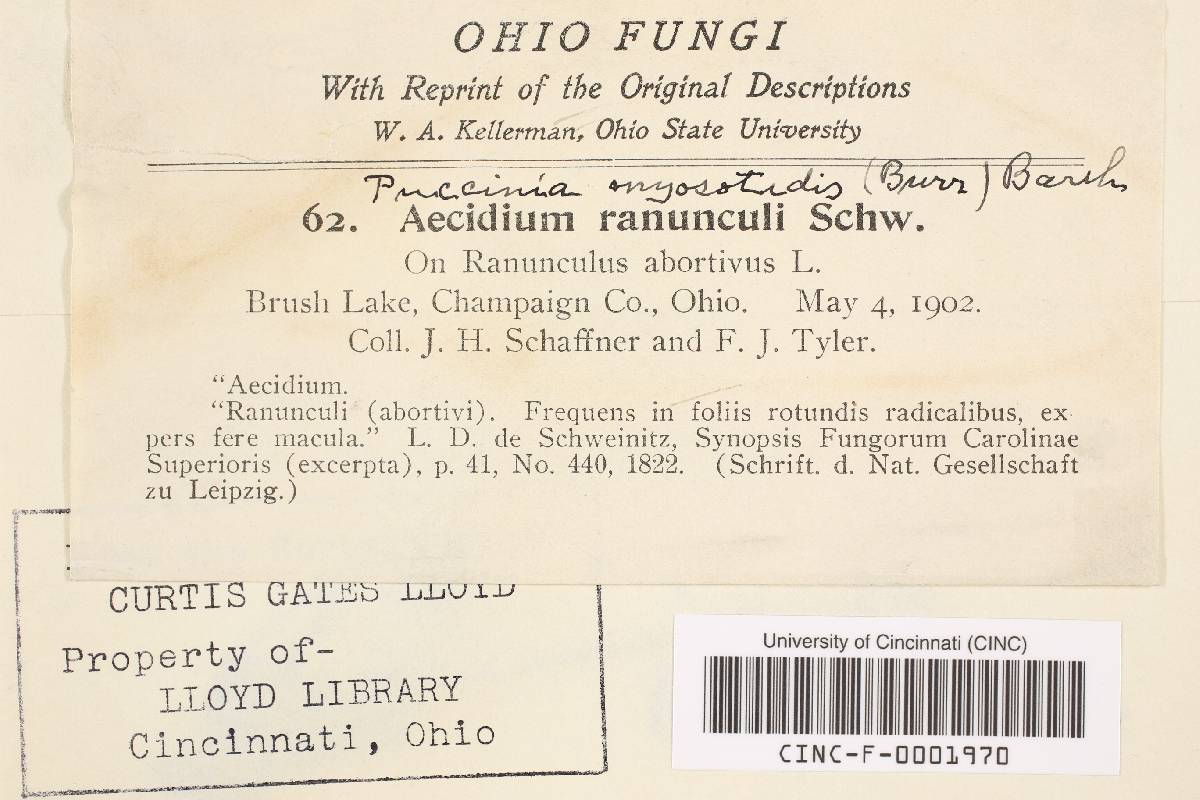 OHIO FUNGI
With Reprint of the Original Descriptions
W. A. Kellerman, Ohio State University
Puccinia myosotidis (Burr) Barth
62. Aecidium ranunculi Schw.
On Ranunculus abortivus L.
Brush Lake, Champaign Co., Ohio. May 4, 1902.
Coll. J. H. Schaffner and F. J. Tyler.
"Aecidium.
"Ranunculi (abortivi). Frequens in foliis rotundis radicalibus, ex-
pers fere macula." L. D. de Schweinitz, Synopsis Fungorum Carolinae
Superioris (excerpta), p. 41, No. 440, 1822. (Schrift. d. Nat. Gesellschaft
zu Leipzig.)
CURTIS GATES LLOYD
Property of-
LLOYD LIBRARY
Cincinnati, Ohio
University of Cincinnati (CINC)
CINC-F-0001970